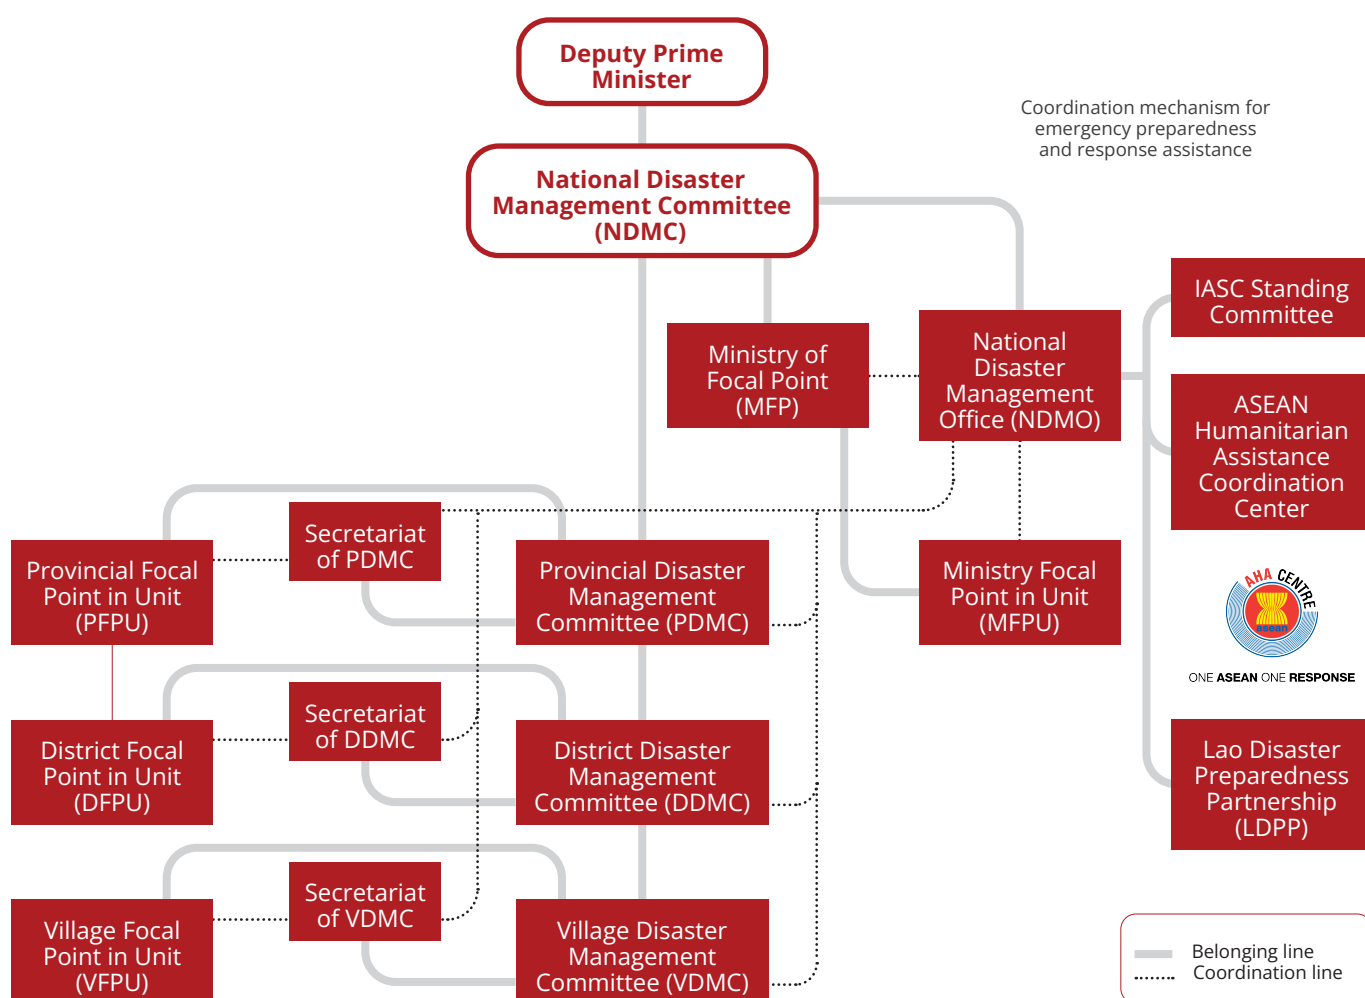 Deputy Prime
Minister
Coordination mechanism for
emergency preparedness
and response assistance
National Disaster
Management Committee
(NDMC)
IASC Standing
Committee
Ministry of
Focal Point
(MFP)
National
Disaster
Management
Office (NDMO)
ASEAN
Humanitarian
Assistance
Coordination
Center
Secretariat
of PDMC
Provincial Focal
Point in Unit
(PFPU)
Provincial Disaster
Management
Committee (PDMC)
Ministry Focal
Point in Unit
(MFPU)
AHA CENTRE
asean
ONE ASEAN ONE RESPONSE
Secretariat
of DDMC
District Focal
Point in Unit
(DFPU)
District Disaster
Management
Committee (DDMC)
Lao Disaster
Preparedness
Partnership
(LDPP)
Secretariat
of VDMC
Village Focal
Point in Unit
(VFPU)
Village Disaster
Management
Committee (VDMC)
Belonging line
Coordination line